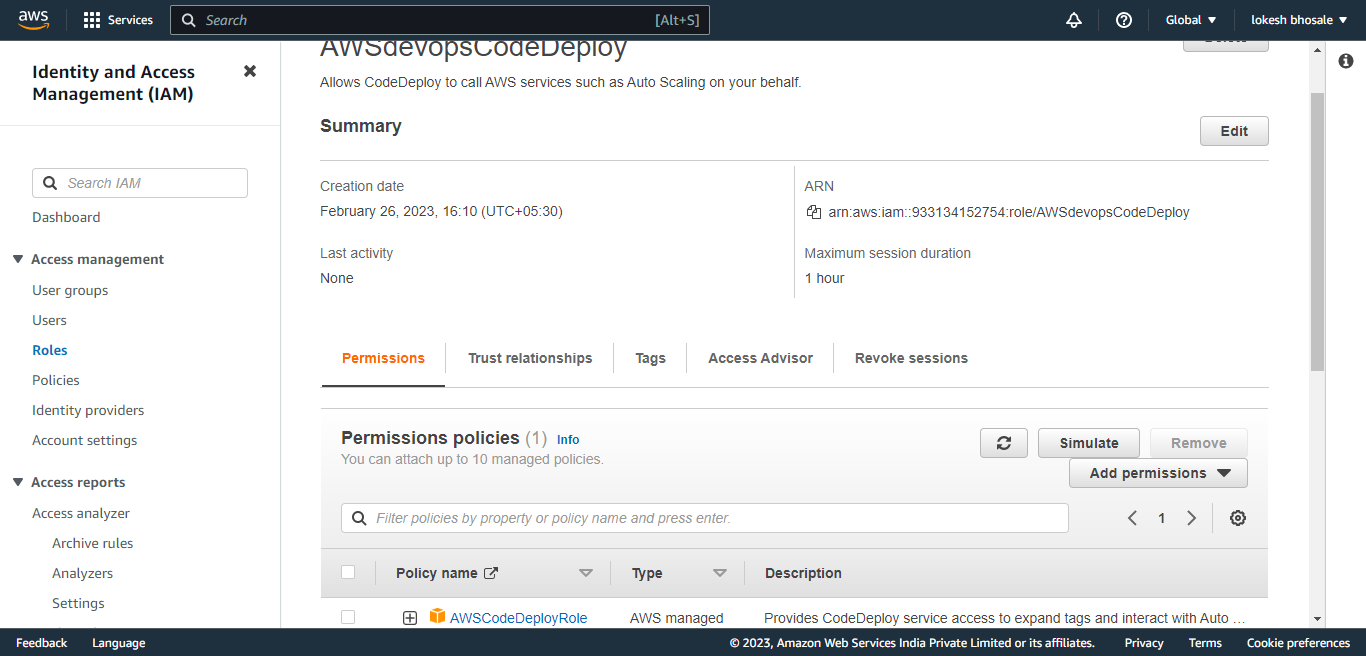 aws
Services
Search
[Alt+S]
Global
lokesh bhosale
Identity and Access
Management (IAM)
Search IAM
Dashboard
Access management
User groups
Users
Roles
Policies
Identity providers
Account settings
Access reports
Access analyzer
Archive rules
Analyzers
Settings
AWSdevopsCodeDeploy
Allows CodeDeploy to call AWS services such as Auto Scaling on your behalf.
Summary
Edit
Creation date
February 26, 2023, 16:10 (UTC+05:30)
ARN
arn:aws:iam::933134152754:role/AWSdevopsCodeDeploy
Last activity
None
Maximum session duration
1 hour
Permissions
Trust relationships
Tags
Access Advisor
Revoke sessions
Permissions policies (1) Info
You can attach up to 10 managed policies.
Simulate
Remove
Add permissions
Filter policies by property or policy name and press enter.
1
Policy name
Type
Description
AWSCodeDeployRole
AWS managed
Provides CodeDeploy service access to expand tags and interact with Auto …
Feedback
Language
© 2023, Amazon Web Services India Private Limited or its affiliates.
Privacy
Terms
Cookie preferences